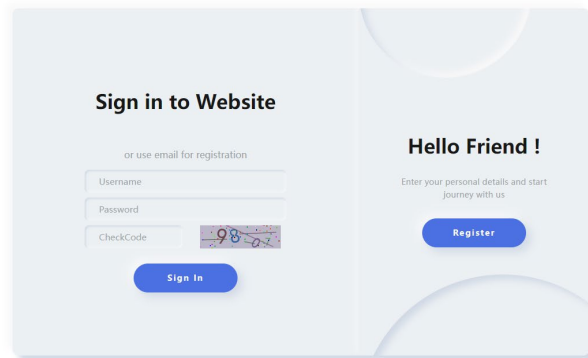 Sign in to Website
or use email for registration
Username
Password
CheckCode
Sign In
Hello Friend !
Enter your personal details and start
journey with us
Register